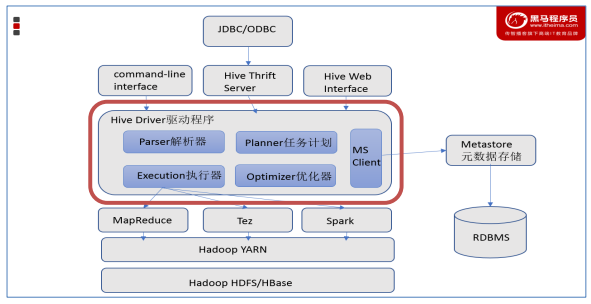 黑马程序员
www.itheima.com
传智播客旗下高端IT教育品牌
JDBC/ODBC
command-line
interface
Hive Thrift
Server
Hive Web
Interface
Hive Driver驱动程序
Parser解析器
Planner任务计划
MS
Client
Execution执行器
Optimizer优化器
Metastore
元数据存储
MapReduce
Tez
Spark
RDBMS
Hadoop YARN
Hadoop HDFS/HBase